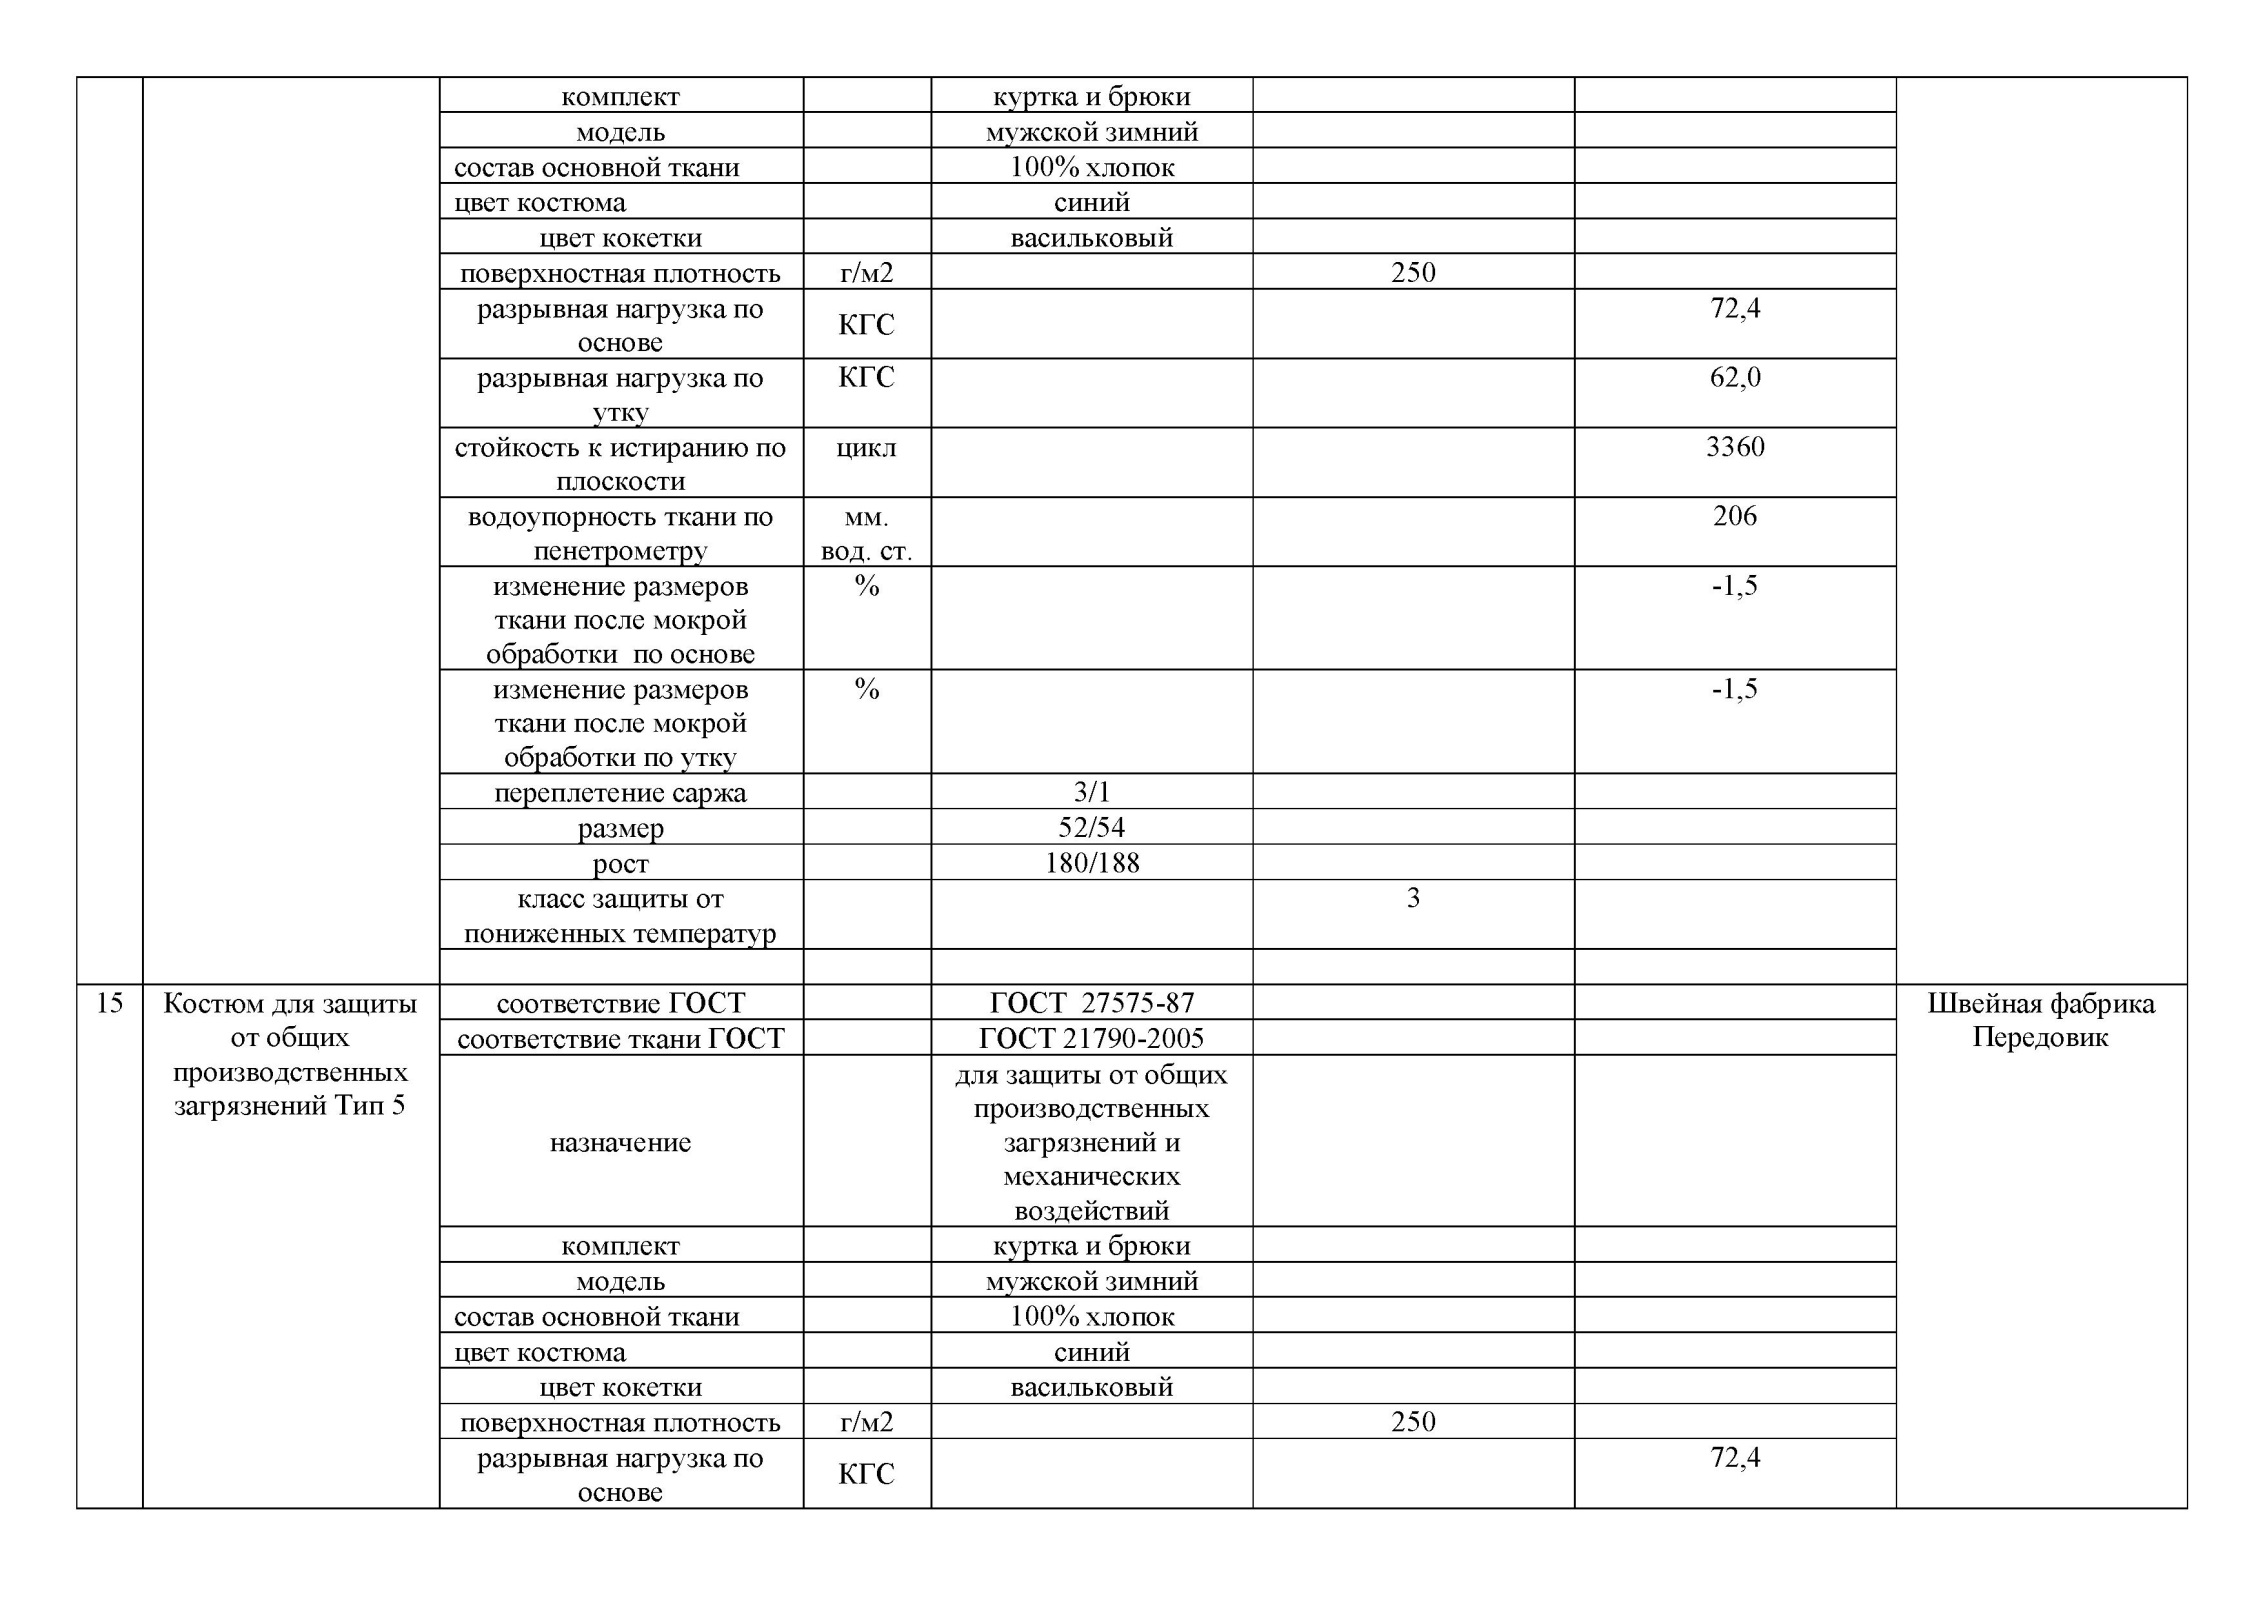 комплект куртка и брюки
модель мужской зимний
состав основной ткани 100% хлопок
цвет костюма синий
цвет кокетки васильковый
поверхностная плотность г/м2 250
разрывная нагрузка по
основе КГС 72,4
разрывная нагрузка по
утку КГС 62,0
стойкость к истиранию по
плоскости цикл 3360
водоупорность ткани по
пенетрометру мм.
вод. ст. 206
изменение размеров
ткани после мокрой
обработки по основе % -1,5
изменение размеров
ткани после мокрой
обработки по утку % -1,5
переплетение саржа 3/1
размер 52/54
рост 180/188
класс защиты от
пониженных температур 3
15 Костюм для защиты
от общих
производственных
загрязнений Тип 5
соответствие ГОСТ ГОСТ 27575-87
соответствие ткани ГОСТ ГОСТ 21790-2005
назначение для защиты от общих
производственных
загрязнений и
механических
воздействий
комплект куртка и брюки
модель мужской зимний
состав основной ткани 100% хлопок
цвет костюма синий
цвет кокетки васильковый
поверхностная плотность г/м2 250
разрывная нагрузка по
основе КГС 72,4
Швейная фабрика
Передовик